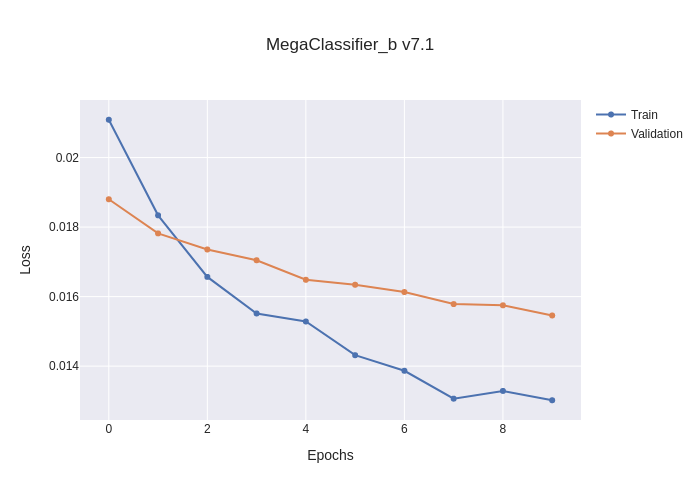 MegaClassifier_b v7.1
Train
Validation
0.02
0.018
0.016
0.014
Loss
0 2 4 6 8
Epochs